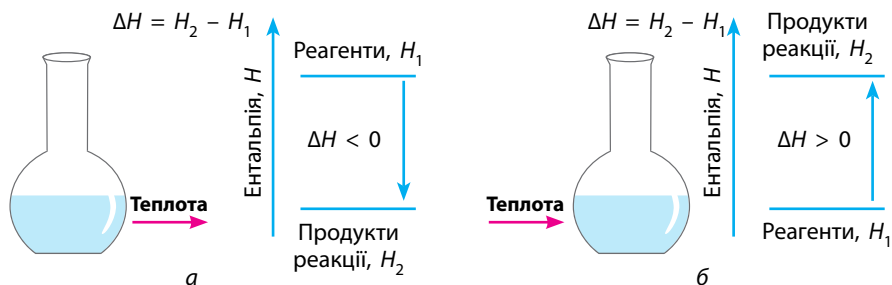 ΔH = H₂ – H₁
Ентальпія, H
Реагенти, H₁
ΔH < 0
Теплота
Продукти
реакції, H₂
а
ΔH = H₂ – H₁
Ентальпія, H
Продукти
реакції, H₂
ΔH > 0
Теплота
Реагенти, H₁
б